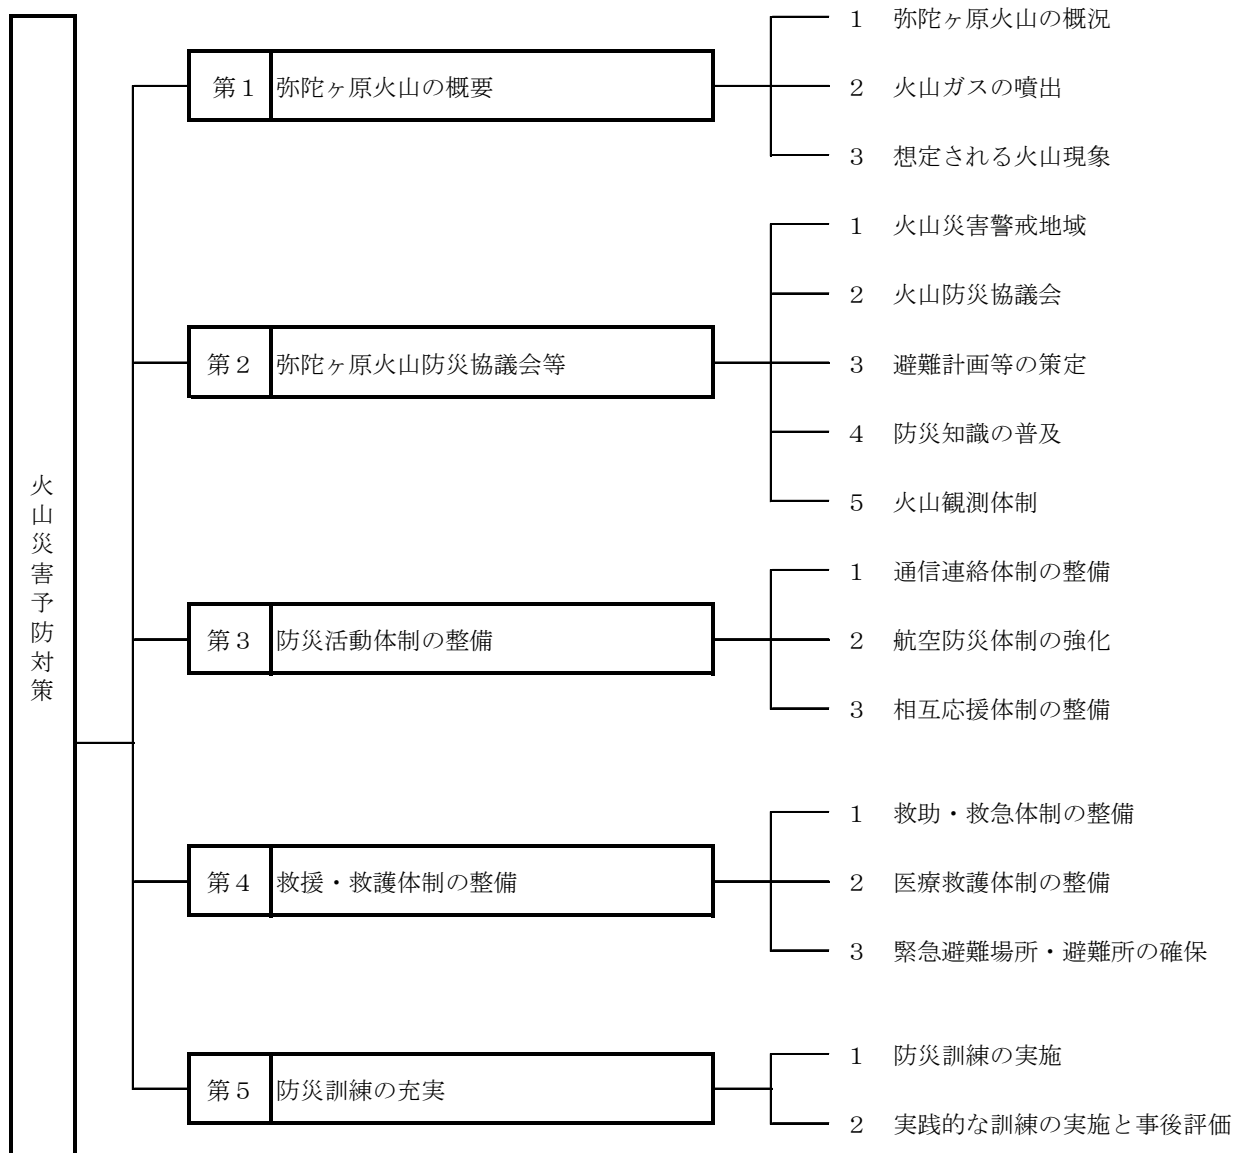 火山災害予防対策
第１ 弥陀ヶ原火山の概要
１ 弥陀ヶ原火山の概況
２ 火山ガスの噴出
３ 想定される火山現象
第２ 弥陀ヶ原火山防災協議会等
１ 火山災害警戒地域
２ 火山防災協議会
３ 避難計画等の策定
４ 防災知識の普及
５ 火山観測体制
第３ 防災活動体制の整備
１ 通信連絡体制の整備
２ 航空防災体制の強化
３ 相互応援体制の整備
第４ 救援・救護体制の整備
１ 救助・救急体制の整備
２ 医療救護体制の整備
３ 緊急避難場所・避難所の確保
第５ 防災訓練の充実
１ 防災訓練の実施
２ 実践的な訓練の実施と事後評価